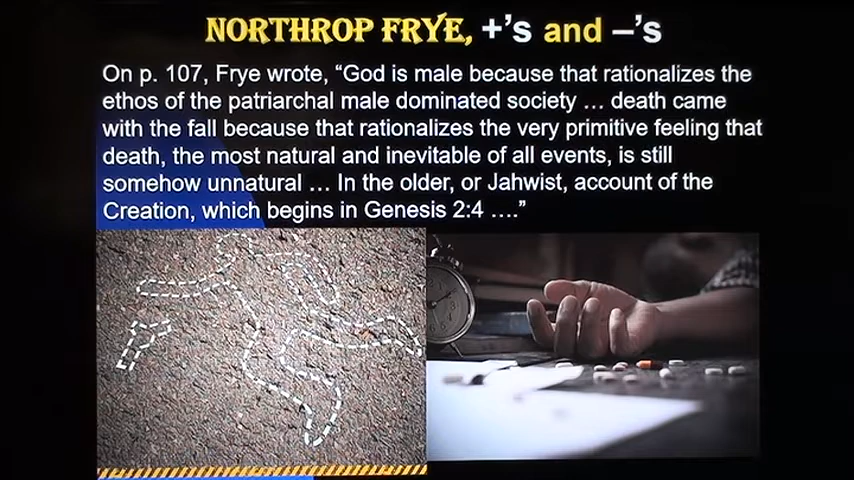 NORTHROP FRYE, +'s and –'s
On p. 107, Frye wrote, “God is male because that rationalizes the
ethos of the patriarchal male dominated society … death came
with the fall because that rationalizes the very primitive feeling that
death, the most natural and inevitable of all events, is still
somehow unnatural … In the older, or Jahwist, account of the
Creation, which begins in Genesis 2:4 ….”